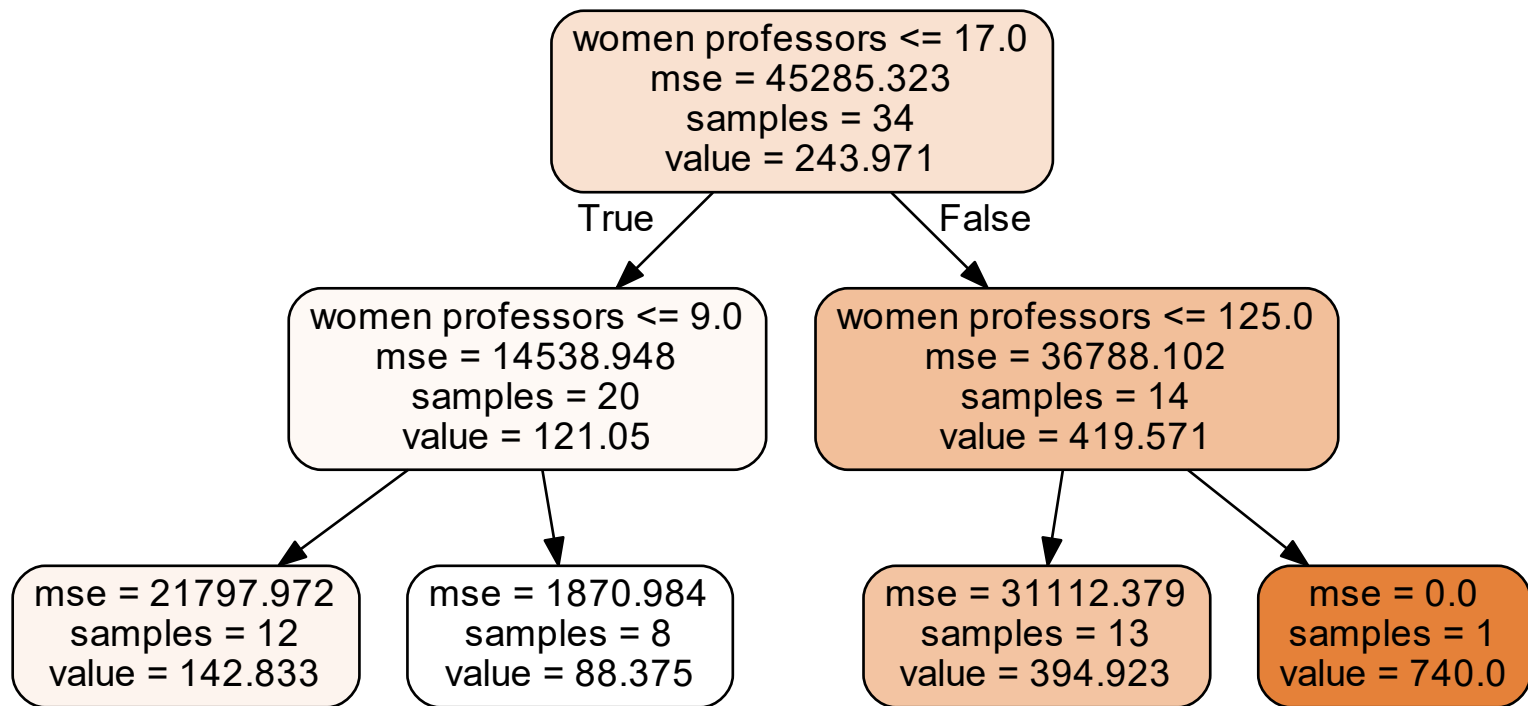 women professors <= 17.0
mse = 45285.323
samples = 34
value = 243.971
True
False
women professors <= 9.0
mse = 14538.948
samples = 20
value = 121.05
women professors <= 125.0
mse = 36788.102
samples = 14
value = 419.571
mse = 21797.972
samples = 12
value = 142.833
mse = 1870.984
samples = 8
value = 88.375
mse = 31112.379
samples = 13
value = 394.923
mse = 0.0
samples = 1
value = 740.0